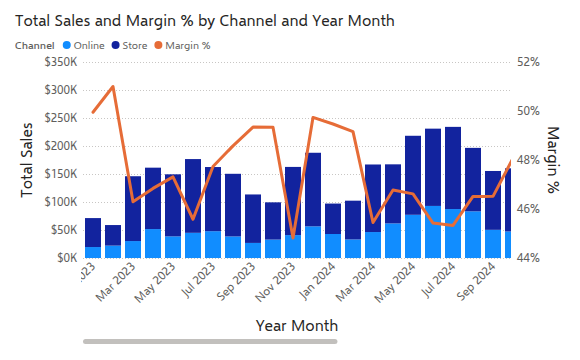 Total Sales and Margin % by Channel and Year Month
Channel Online Store Margin %
$350K
$300K
$250K
$200K
$150K
$100K
$50K
$0K
Total Sales
52%
50%
48%
46%
44%
Margin %
...23
Mar 2023
May 2023
Jul 2023
Sep 2023
Nov 2023
Jan 2024
Mar 2024
May 2024
Jul 2024
Sep 2024
Year Month